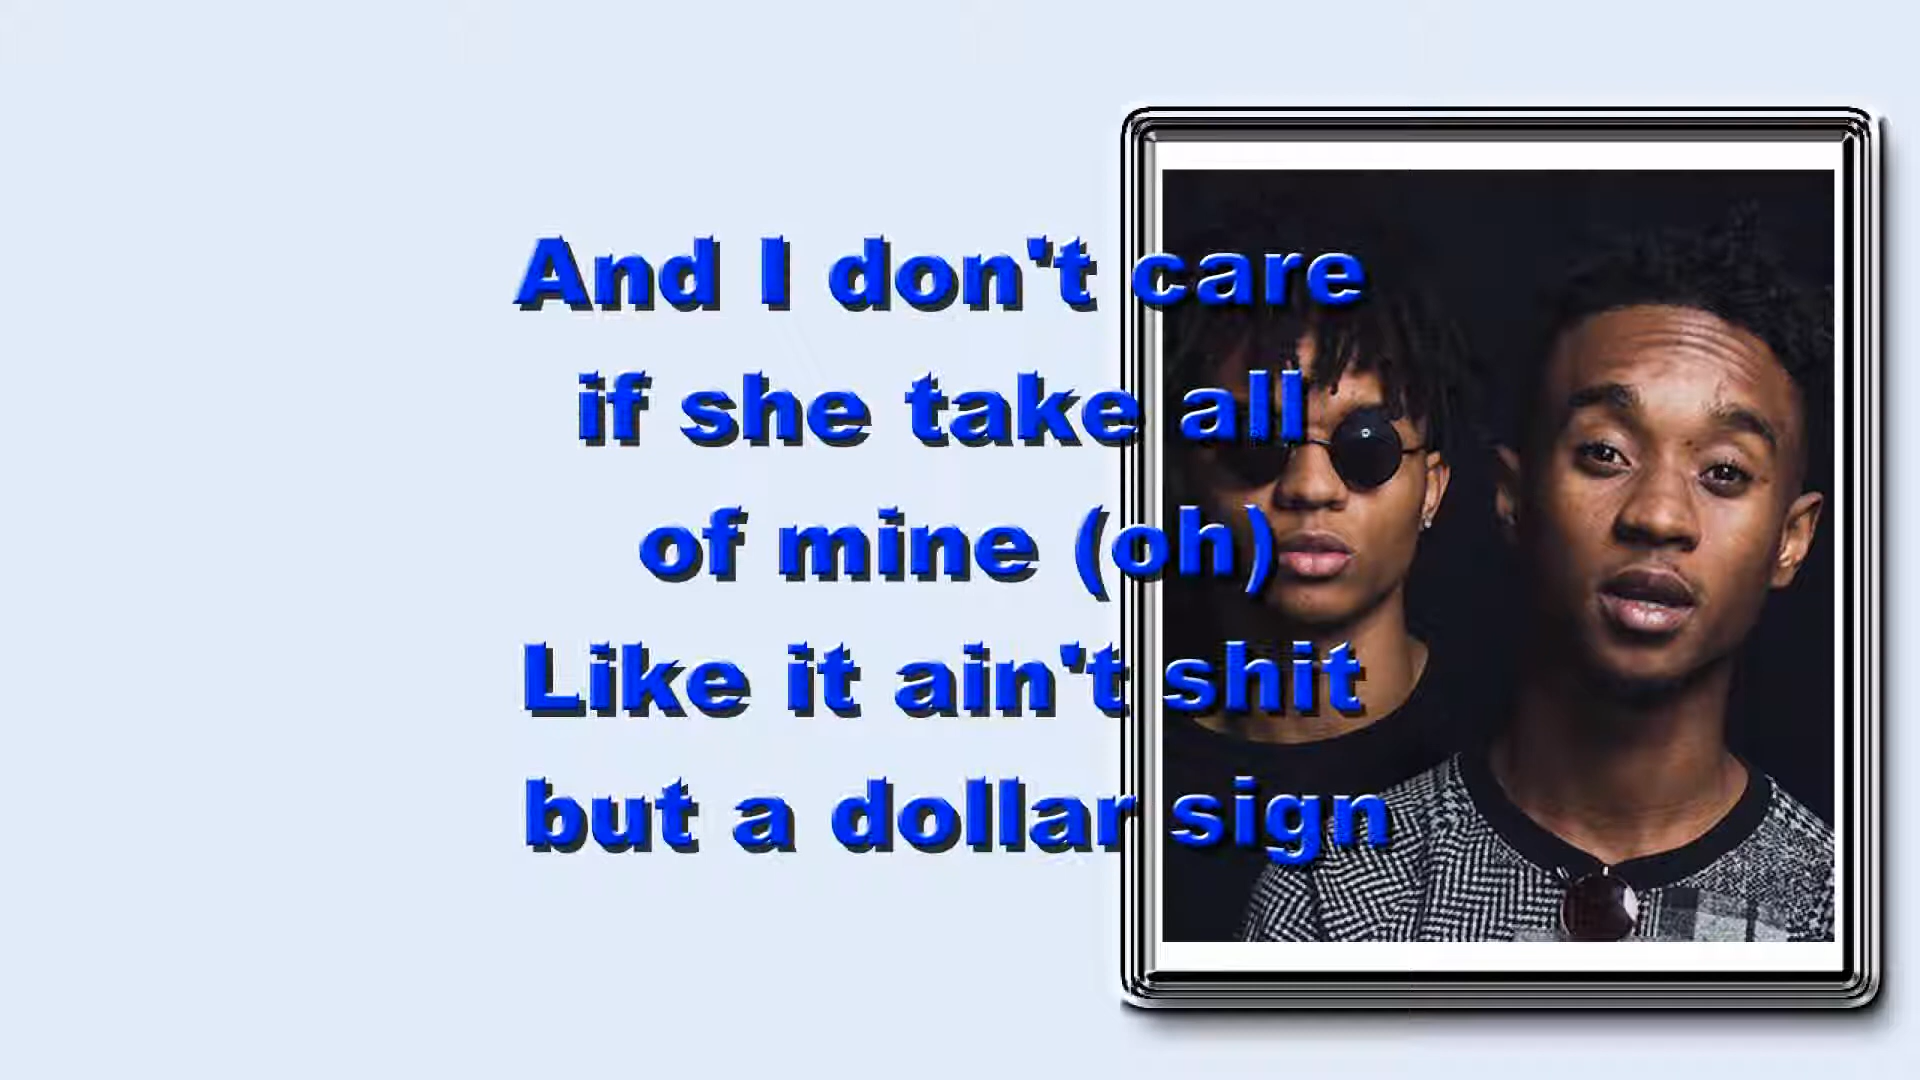 And I don't care
if she take all
of mine (oh)
Like it ain't shit
but a dollar sign